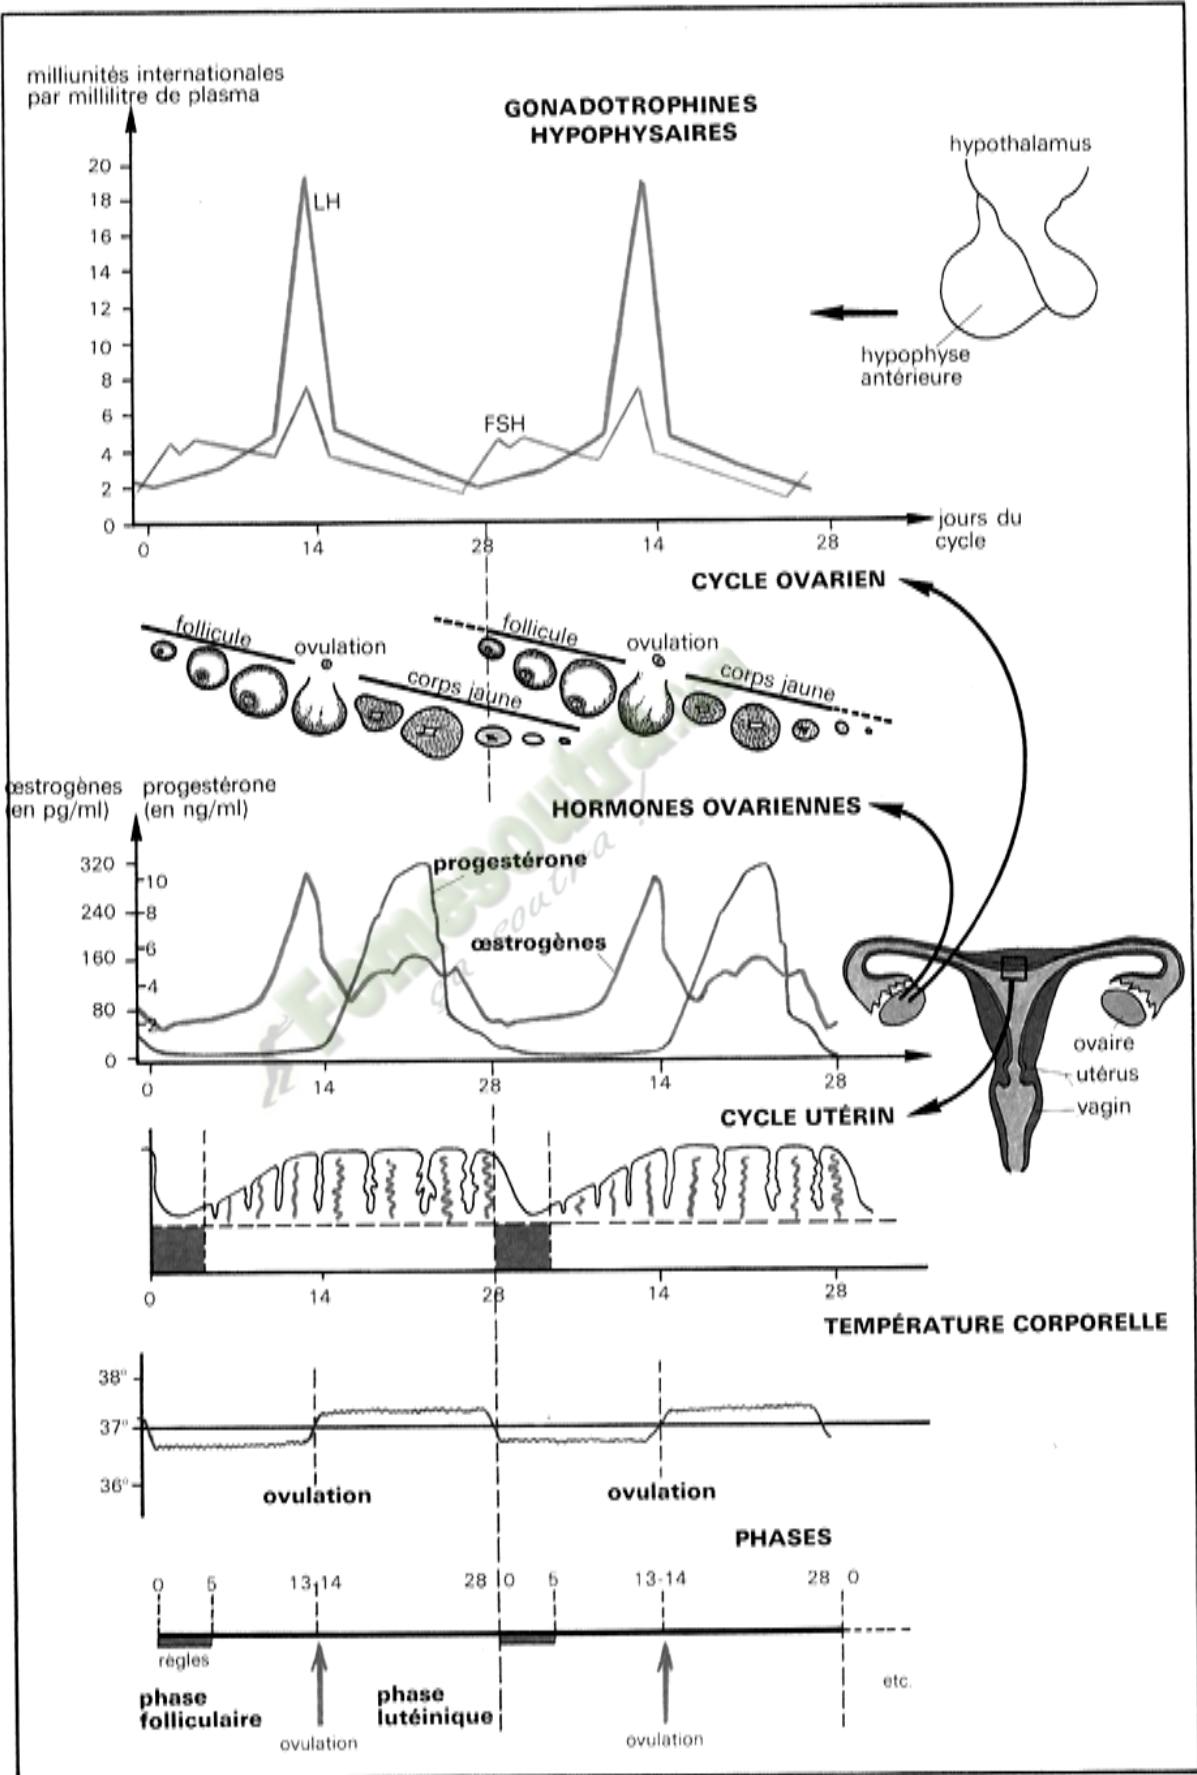 milliunités internationales
par millilitre de plasma
GONADOTROPHINES
HYPOPHYSAIRES
hypothalamus
20
18
16
14
12
10
8
6
4
2
0
LH
FSH
hypophyse
antérieure
0 14 28 14 28
jours du
cycle
CYCLE OVARIEN
follicule
ovulation
corps jaune
follicule
ovulation
corps jaune
œstrogènes
(en pg/ml)
progestérone
(en ng/ml)
HORMONES OVARIENNES
320
240
160
80
0
10
8
6
4
2
progestérone
œstrogènes
Fomesoutra
ça soutra !
0 14 28 14 28
ovaire
utérus
vagin
CYCLE UTÉRIN
0 14 28 14 28
TEMPÉRATURE CORPORELLE
38°
37°
36°
ovulation
ovulation
PHASES
0 5 13-14 28 0 5 13-14 28 0
règles
phase
folliculaire
phase
lutéinique
ovulation
ovulation
etc.